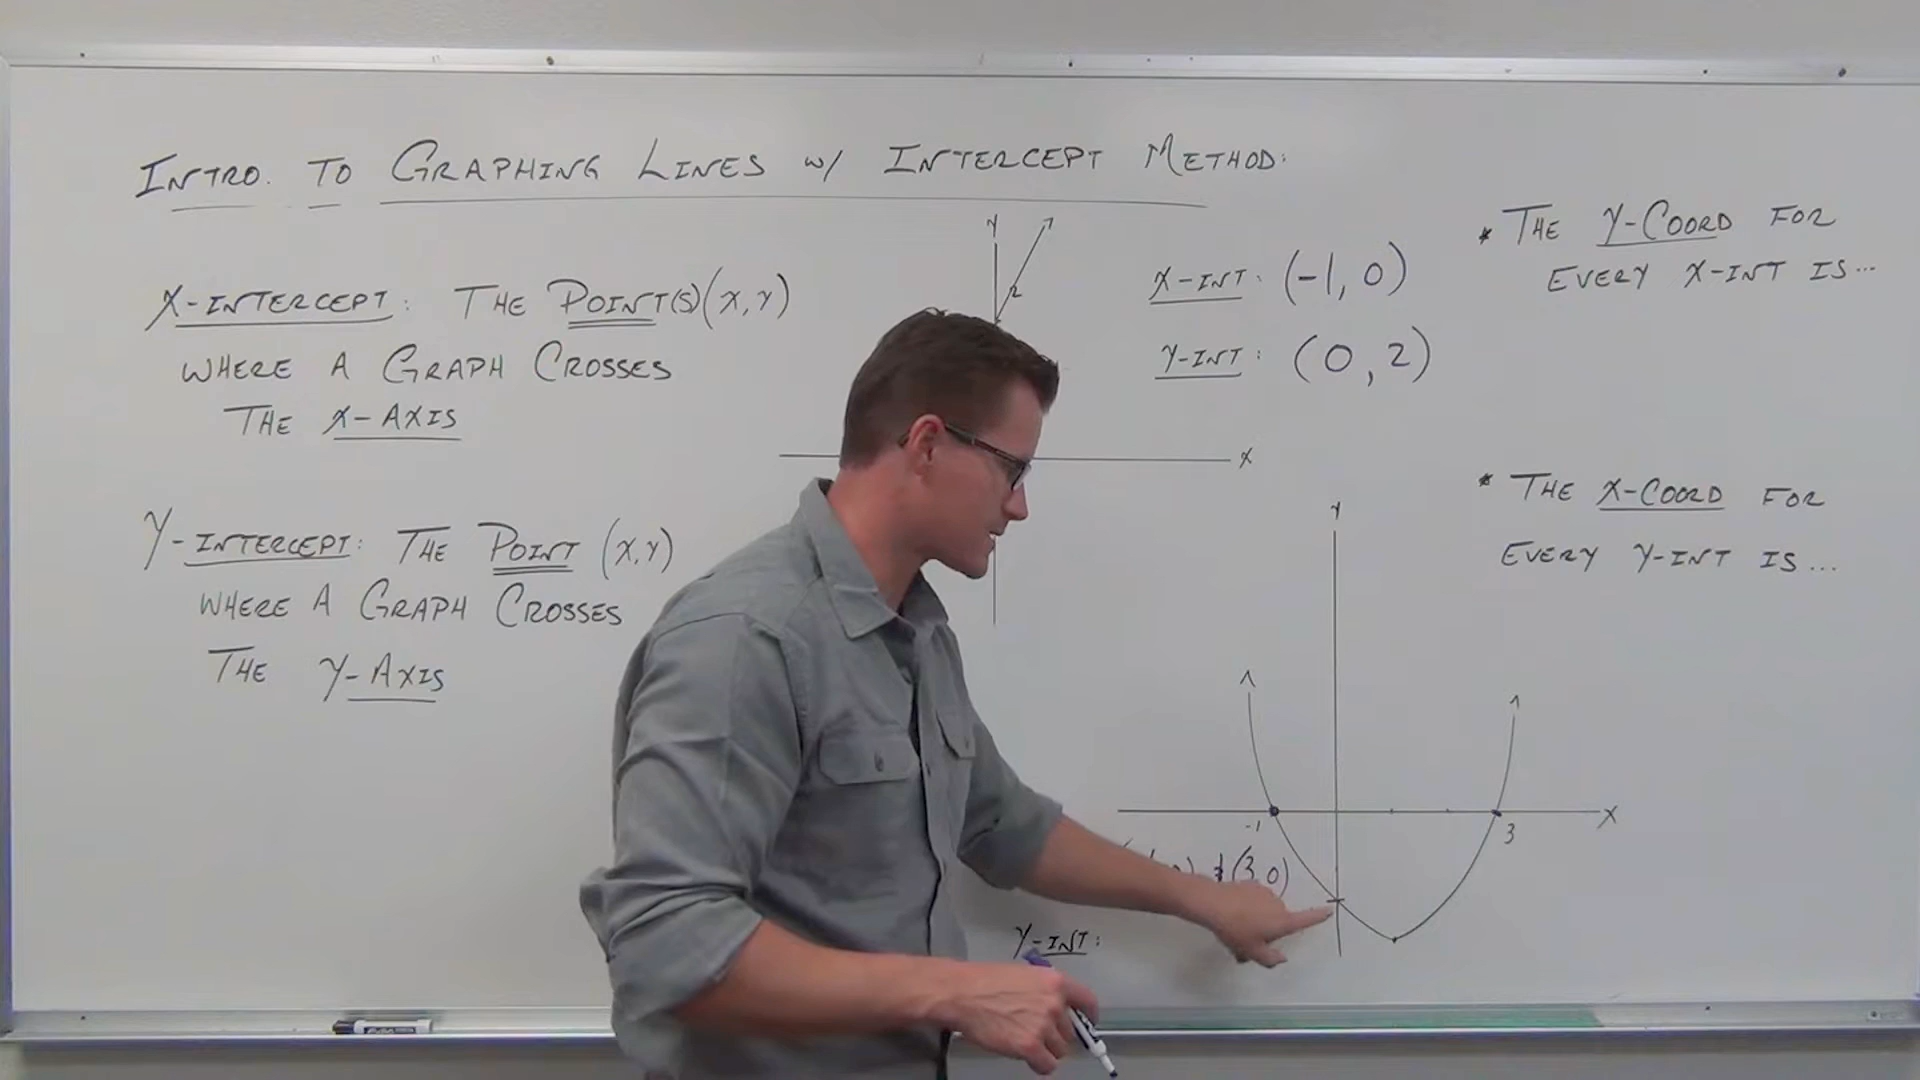 INTRO. TO GRAPHING LINES W/ INTERCEPT METHOD:
X-INTERCEPT: THE POINT(S) (X, Y)
WHERE A GRAPH CROSSES
THE X-AXIS
Y-INTERCEPT: THE POINT (X, Y)
WHERE A GRAPH CROSSES
THE Y-AXIS
Y
2
X
X-INT: (-1, 0)
Y-INT: (0, 2)
* THE Y-COORD FOR
EVERY X-INT IS...
* THE X-COORD FOR
EVERY Y-INT IS...
Y
X
-1
3
(3, 0)
Y-INT: